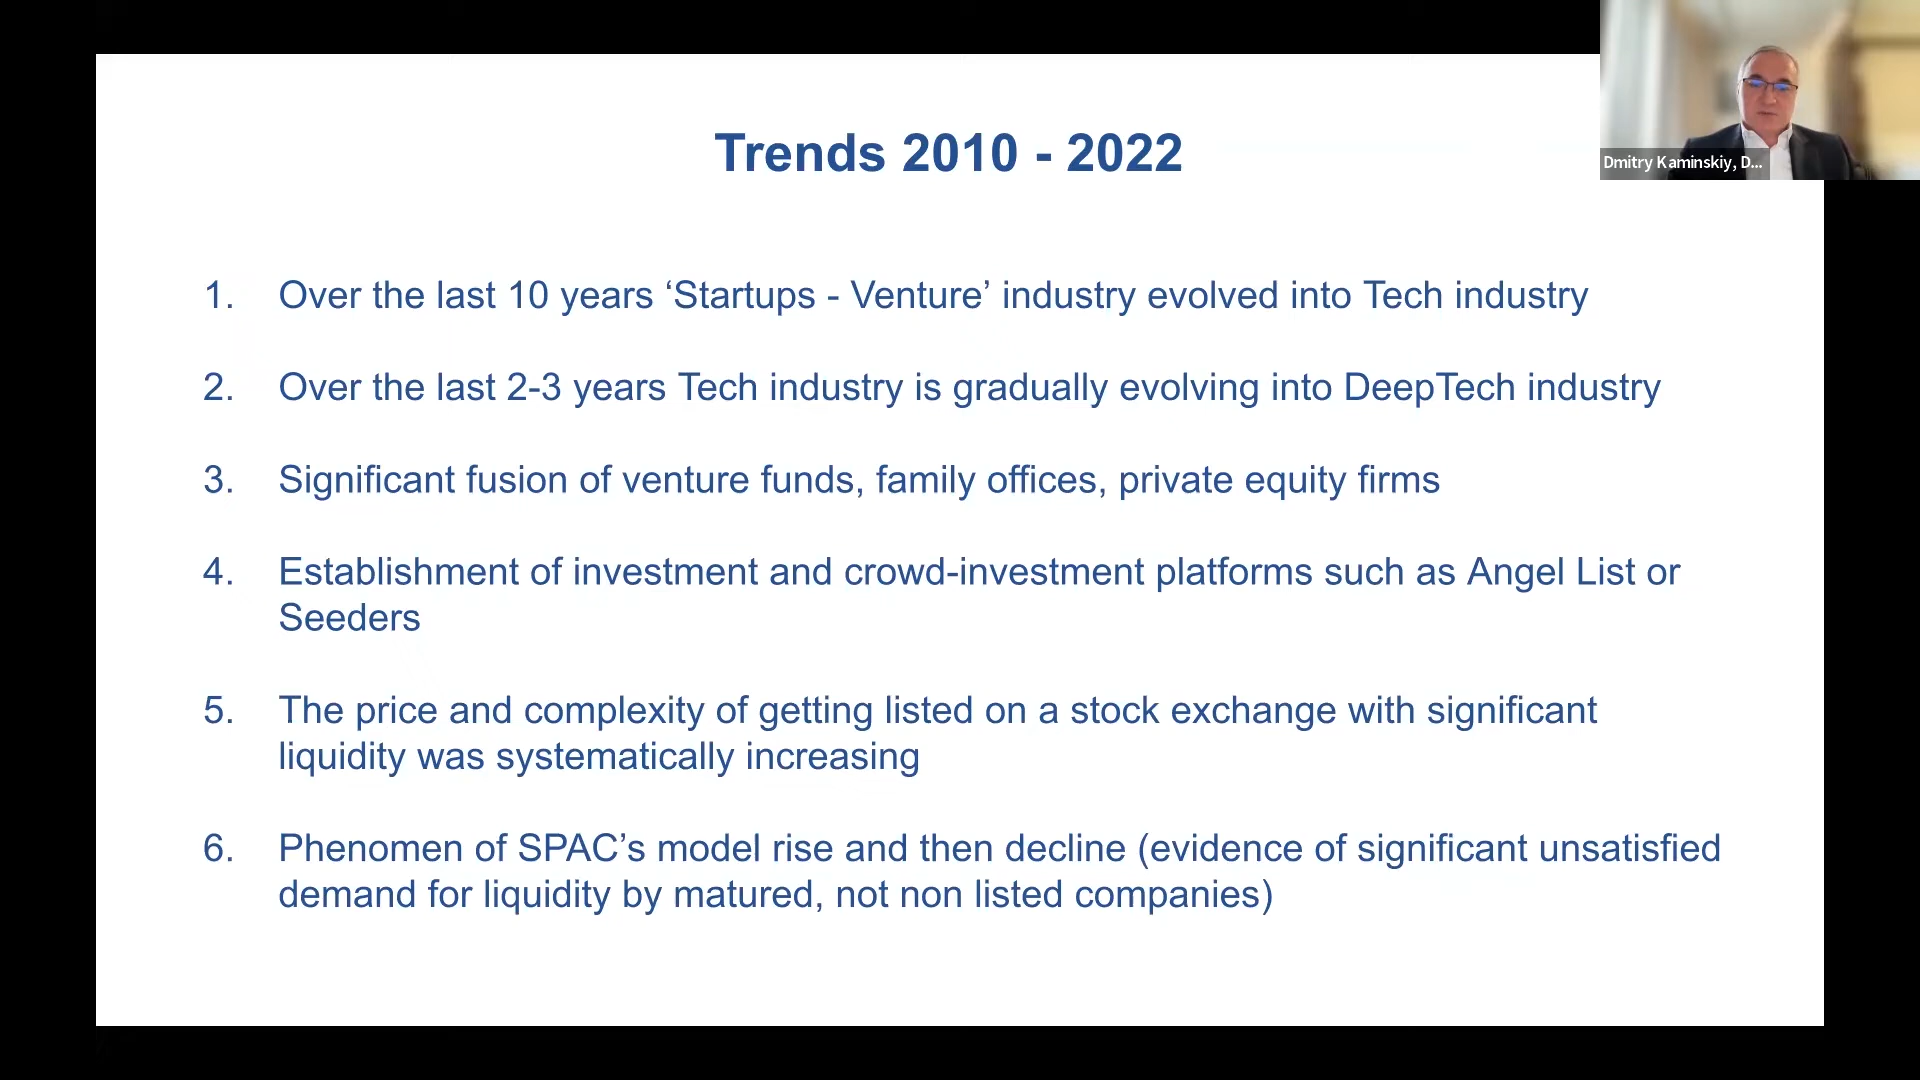 Dmitry Kaminskiy, D...
Trends 2010 - 2022
1. Over the last 10 years ‘Startups - Venture’ industry evolved into Tech industry
2. Over the last 2-3 years Tech industry is gradually evolving into DeepTech industry
3. Significant fusion of venture funds, family offices, private equity firms
4. Establishment of investment and crowd-investment platforms such as Angel List or
Seeders
5. The price and complexity of getting listed on a stock exchange with significant
liquidity was systematically increasing
6. Phenomen of SPAC’s model rise and then decline (evidence of significant unsatisfied
demand for liquidity by matured, not non listed companies)